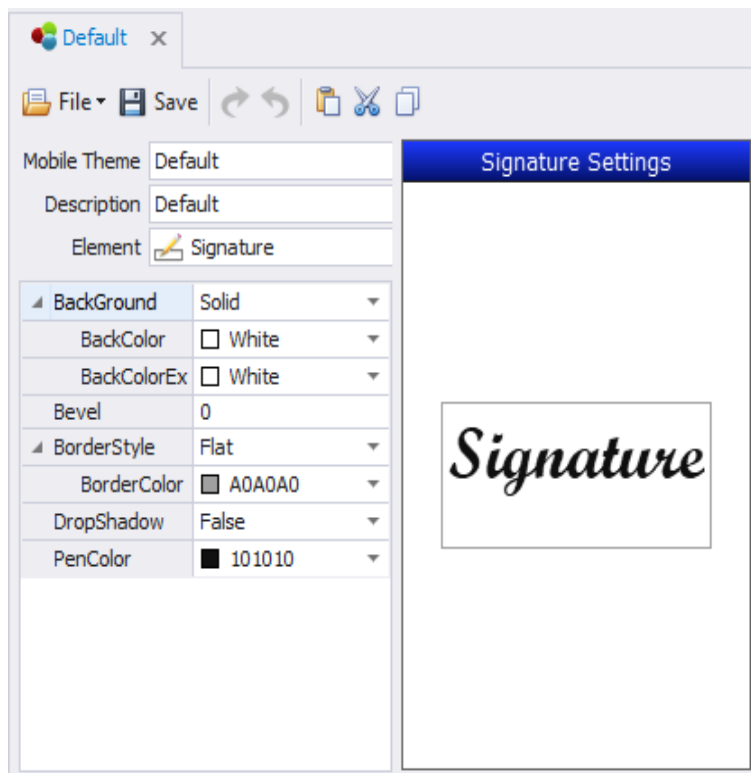 Default
File Save
Mobile Theme Default
Description Default
Element Signature
BackGround Solid
BackColor White
BackColorEx White
Bevel 0
BorderStyle Flat
BorderColor A0A0A0
DropShadow False
PenColor 101010
Signature Settings
Signature